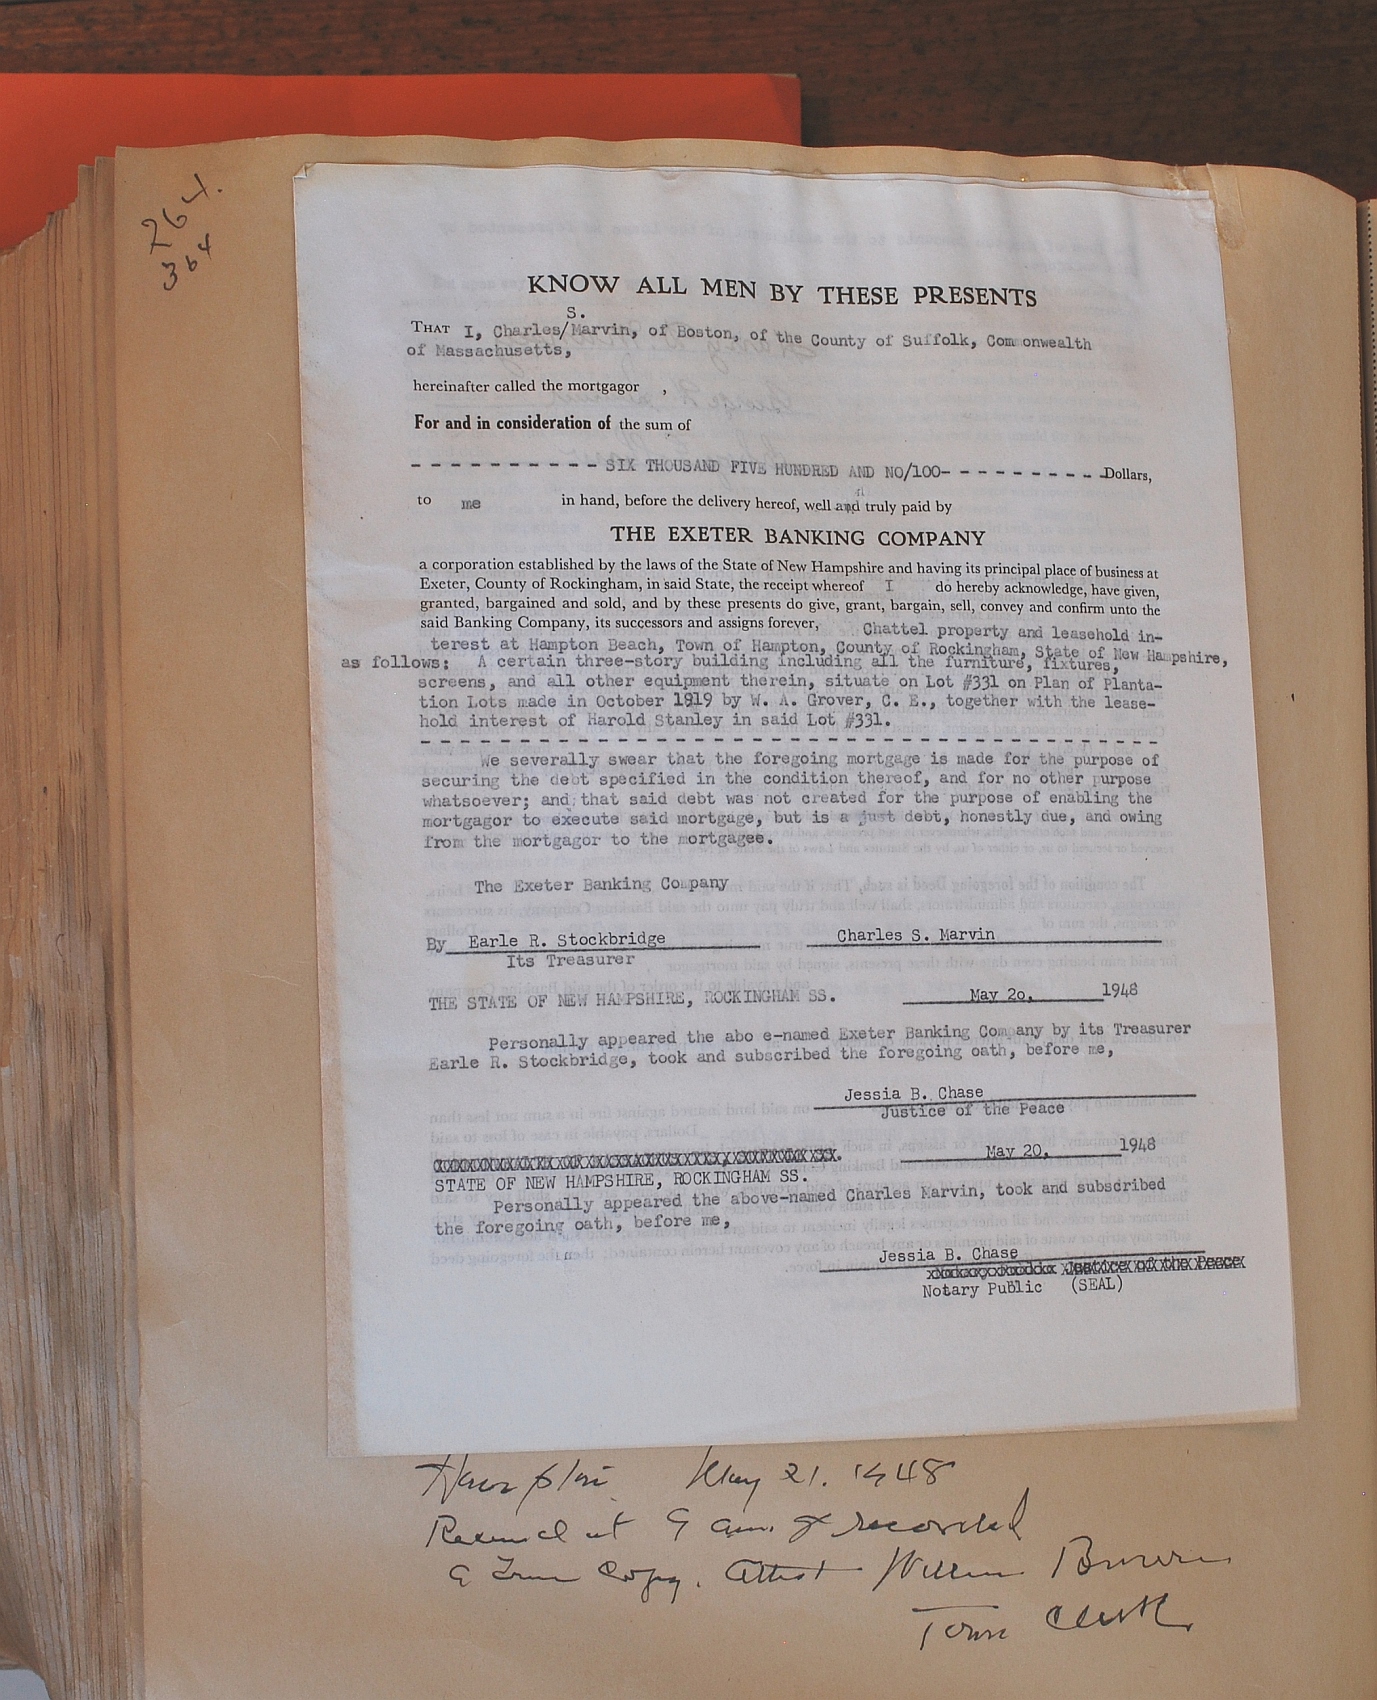 264.
364
KNOW ALL MEN BY THESE PRESENTS
S.
THAT I, Charles/Marvin, of Boston, of the County of Suffolk, Com onwealth
of Massachusetts,
hereinafter called the mortgagor ,
For and in consideration of the sum of
- - - - - - - - - - - SIX THOUSAND FIVE HUNDRED AND NO/100- - - - - - - - - -Dollars,
to me in hand, before the delivery hereof, well and truly paid by
THE EXETER BANKING COMPANY
a corporation established by the laws of the State of New Hampshire and having its principal place of business at
Exeter, County of Rockingham, in said State, the receipt whereof I do hereby acknowledge, have given,
granted, bargained and sold, and by these presents do give, grant, bargain, sell, convey and confirm unto the
said Banking Company, its successors and assigns forever, Chattel property and leasehold in-
terest at Hampton Beach, Town of Hampton, County of Rockingham, State of New Hampshire,
as follows: A certain three-story building including all the furniture, fixtures,
screens, and all other equipment therein, situate on Lot #331 on Plan of Planta-
tion Lots made in October 1919 by W. A. Grover, C. E., together with the lease-
hold interest of Harold Stanley in said Lot #331.
- - - - - - - - - - - - - - - - - - - - - - - - - - - - - - - - - - - - - -
We severally swear that the foregoing mortgage is made for the purpose of
securing the debt specified in the condition thereof, and for no other purpose
whatsoever; and that said debt was not created for the purpose of enabling the
mortgagor to execute said mortgage, but is a just debt, honestly due, and owing
from the mortgagor to the mortgagee.
The Exeter Banking Company
By Earle R. Stockbridge Charles S. Marvin
Its Treasurer
THE STATE OF NEW HAMPSHIRE, ROCKINGHAM SS. May 2o, 1948
Personally appeared the abo e-named Exeter Banking Company by its Treasurer
Earle R. Stockbridge, took and subscribed the foregoing oath, before me,
Jessia B. Chase
Justice of the Peace
May 20, 1948
STATE OF NEW HAMPSHIRE, ROCKINGHAM SS.
Personally appeared the above-named Charles Marvin, took and subscribed
the foregoing oath, before me,
Jessia B. Chase
Justice of the Peace
Notary Public (SEAL)
Hampton May 21. 1948
Received at 9 am. & recorded
A True Copy. Attest William Brown
Town Clerk